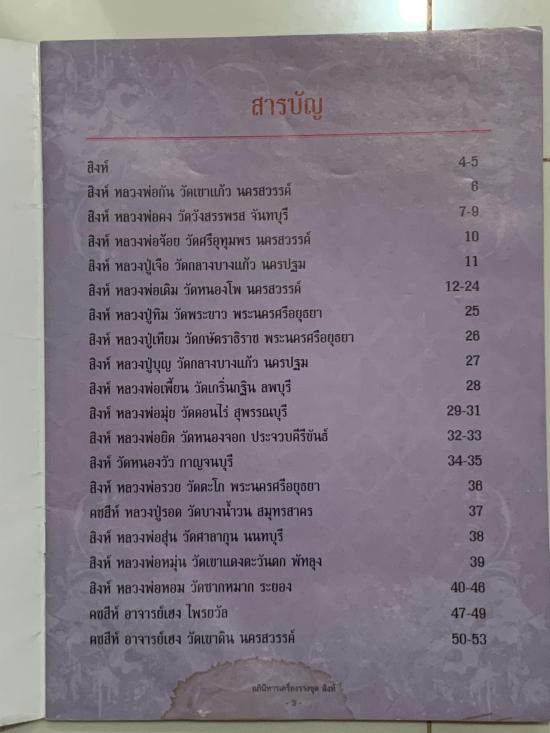 สารบัญ
สิงห์ 4-5
สิงห์ หลวงพ่อกัน วัดเขาแก้ว นครสวรรค์ 6
สิงห์ หลวงพ่อคง วัดวังสรรพรส จันทบุรี 7-9
สิงห์ หลวงพ่อจ้อย วัดศรีอุทุมพร นครสวรรค์ 10
สิงห์ หลวงปู่เจือ วัดกลางบางแก้ว นครปฐม 11
สิงห์ หลวงพ่อเดิม วัดหนองโพ นครสวรรค์ 12-24
สิงห์ หลวงปู่ทิม วัดพระขาว พระนครศรีอยุธยา 25
สิงห์ หลวงปู่เทียม วัดกษัตราธิราช พระนครศรีอยุธยา 26
สิงห์ หลวงปู่บุญ วัดกลางบางแก้ว นครปฐม 27
สิงห์ หลวงพ่อเพี้ยน วัดเกริ่นกฐิน ลพบุรี 28
สิงห์ หลวงพ่อมุ่ย วัดดอนไร่ สุพรรณบุรี 29-31
สิงห์ หลวงพ่อยิด วัดหนองจอก ประจวบคีรีขันธ์ 32-33
สิงห์ วัดหนองวัว กาญจนบุรี 34-35
สิงห์ หลวงพ่อรวย วัดตะโก พระนครศรีอยุธยา 36
คชสีห์ หลวงปู่รอด วัดบางน้ำวน สมุทรสาคร 37
สิงห์ หลวงพ่อสุ่น วัดศาลากุน นนทบุรี 38
สิงห์ หลวงพ่อหมุ่น วัดเขาแดงตะวันตก พัทลุง 39
สิงห์ หลวงพ่อหอม วัดซากหมาก ระยอง 40-46
คชสีห์ อาจารย์เฮง ไพรยวัล 47-49
คชสีห์ อาจารย์เฮง วัดเขาดิน นครสวรรค์ 50-53
อภินิหารเครื่องรางชุด สิงห์
- 3 -